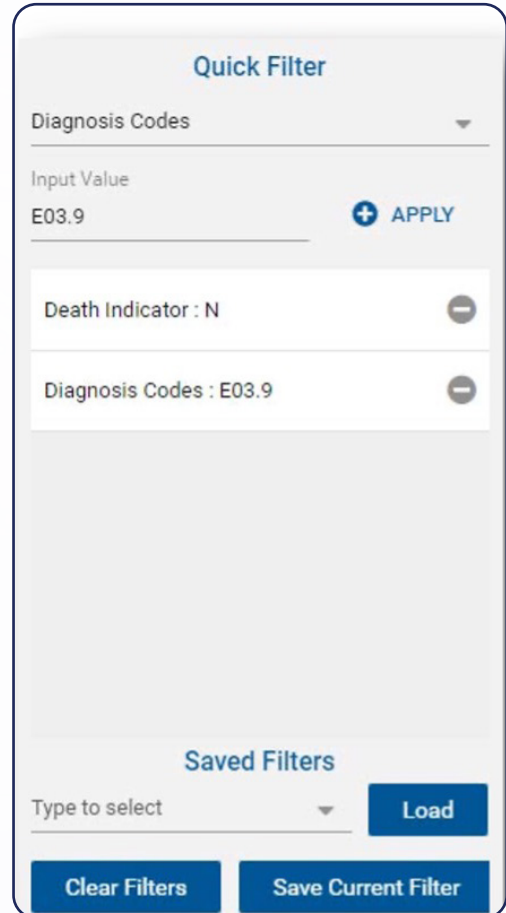 Quick Filter
Diagnosis Codes
Input Value
E03.9
APPLY
Death Indicator : N
Diagnosis Codes : E03.9
Saved Filters
Type to select
Load
Clear Filters
Save Current Filter